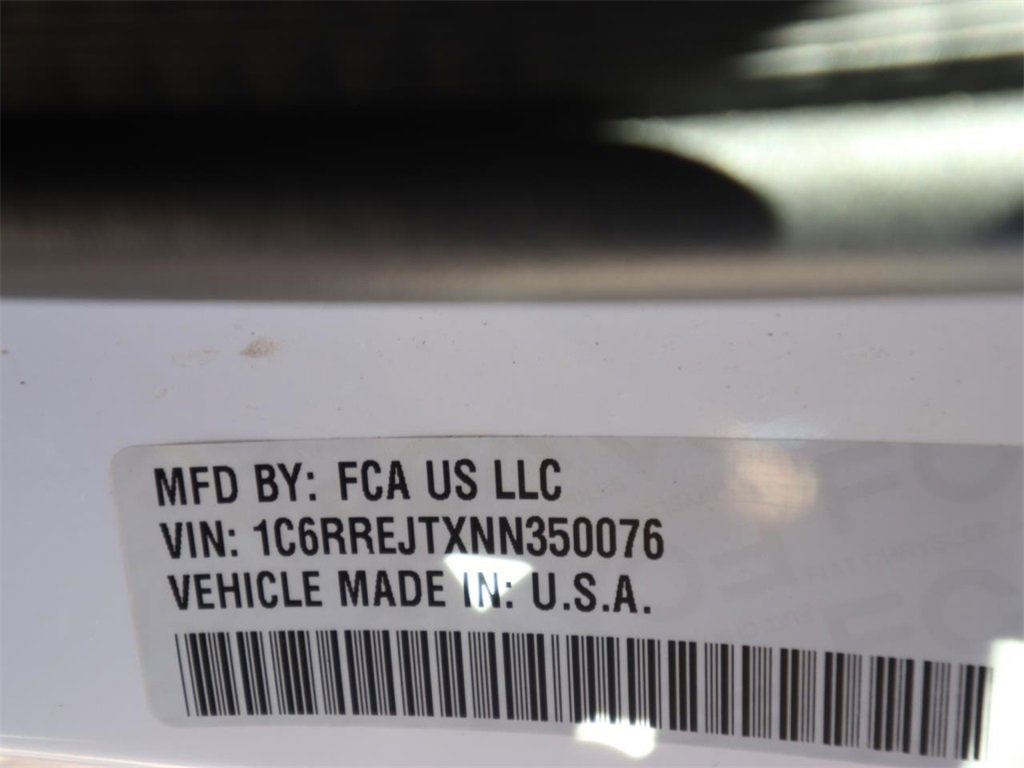 MFD BY: FCA US LLC
VIN: 1C6RREJTXNN350076
VEHICLE MADE IN: U.S.A.